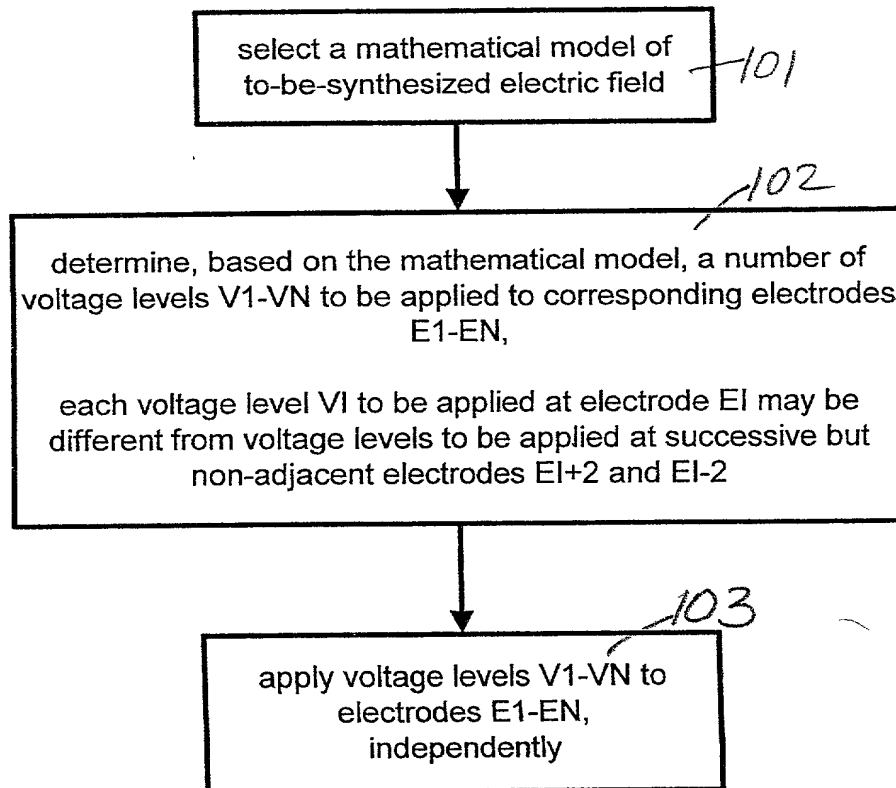 select a mathematical model of
to-be-synthesized electric field
101
102
determine, based on the mathematical model, a number of
voltage levels V1-VN to be applied to corresponding electrodes
E1-EN,
each voltage level VI to be applied at electrode EI may be
different from voltage levels to be applied at successive but
non-adjacent electrodes EI+2 and EI-2
103
apply voltage levels V1-VN to
electrodes E1-EN,
independently